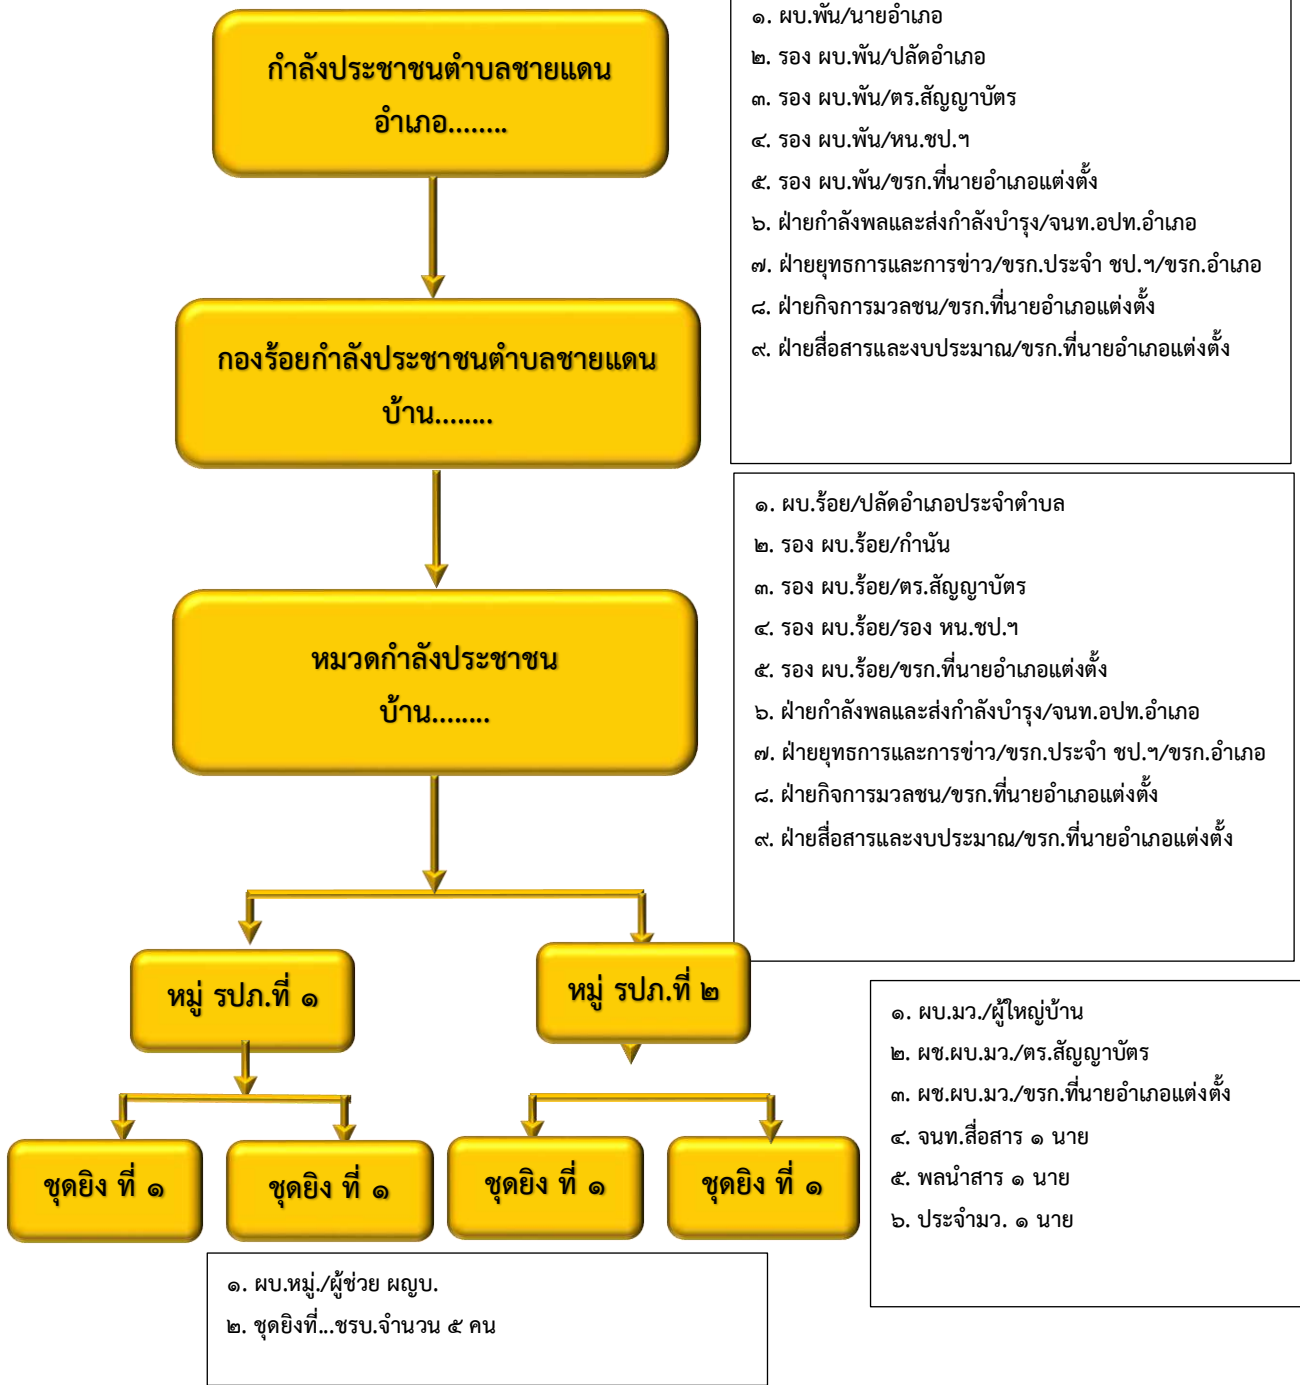 กำลังประชาชนตำบลชายแดน
อำเภอ........
๑. ผบ.พัน/นายอำเภอ
๒. รอง ผบ.พัน/ปลัดอำเภอ
๓. รอง ผบ.พัน/ตร.สัญญาบัตร
๔. รอง ผบ.พัน/หน.ชป.ฯ
๕. รอง ผบ.พัน/ขรก.ที่นายอำเภอแต่งตั้ง
๖. ฝ่ายกำลังพลและส่งกำลังบำรุง/จนท.อปท.อำเภอ
๗. ฝ่ายยุทธการและการข่าว/ขรก.ประจำ ชป.ฯ/ขรก.อำเภอ
๘. ฝ่ายกิจการมวลชน/ขรก.ที่นายอำเภอแต่งตั้ง
๙. ฝ่ายสื่อสารและงบประมาณ/ขรก.ที่นายอำเภอแต่งตั้ง
กองร้อยกำลังประชาชนตำบลชายแดน
บ้าน........
๑. ผบ.ร้อย/ปลัดอำเภอประจำตำบล
๒. รอง ผบ.ร้อย/กำนัน
๓. รอง ผบ.ร้อย/ตร.สัญญาบัตร
๔. รอง ผบ.ร้อย/รอง หน.ชป.ฯ
๕. รอง ผบ.ร้อย/ขรก.ที่นายอำเภอแต่งตั้ง
๖. ฝ่ายกำลังพลและส่งกำลังบำรุง/จนท.อปท.อำเภอ
๗. ฝ่ายยุทธการและการข่าว/ขรก.ประจำ ชป.ฯ/ขรก.อำเภอ
๘. ฝ่ายกิจการมวลชน/ขรก.ที่นายอำเภอแต่งตั้ง
๙. ฝ่ายสื่อสารและงบประมาณ/ขรก.ที่นายอำเภอแต่งตั้ง
หมวดกำลังประชาชน
บ้าน........
หมู่ รปภ.ที่ ๑
หมู่ รปภ.ที่ ๒
๑. ผบ.มว./ผู้ใหญ่บ้าน
๒. ผช.ผบ.มว./ตร.สัญญาบัตร
๓. ผช.ผบ.มว./ขรก.ที่นายอำเภอแต่งตั้ง
๔. จนท.สื่อสาร ๑ นาย
๕. พลนำสาร ๑ นาย
๖. ประจำมว. ๑ นาย
ชุดยิง ที่ ๑
ชุดยิง ที่ ๑
ชุดยิง ที่ ๑
ชุดยิง ที่ ๑
๑. ผบ.หมู่./ผู้ช่วย ผญบ.
๒. ชุดยิงที่...ชรบ.จำนวน ๕ คน